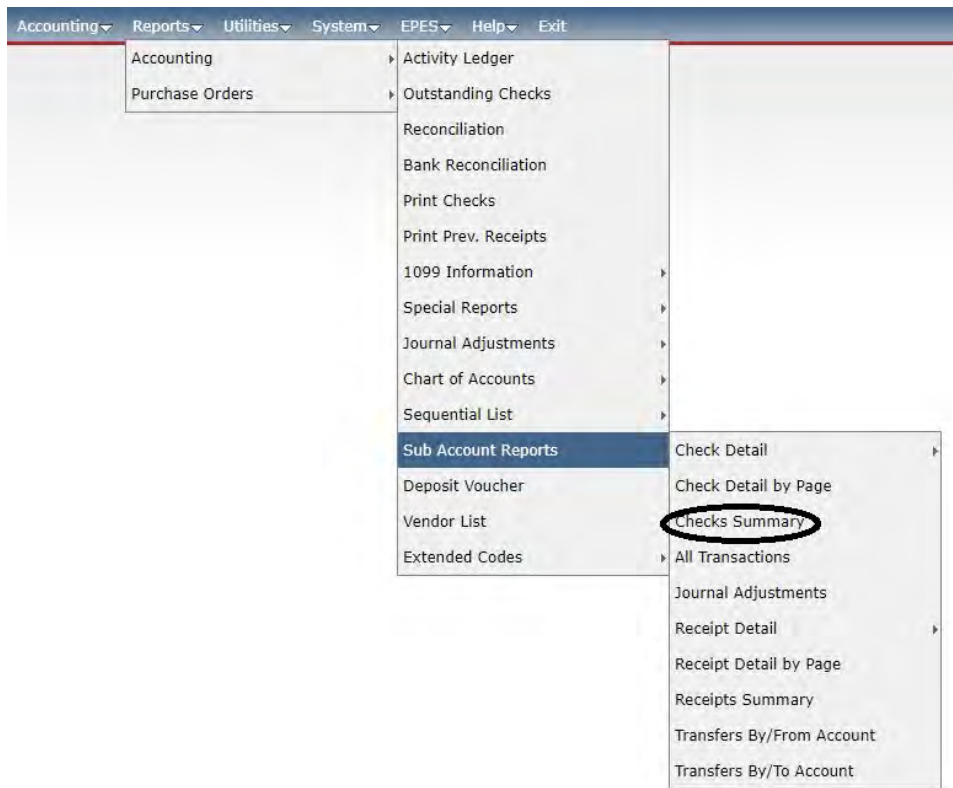 Accounting Reports Utilities System EPES Help Exit
Accounting
Purchase Orders
Activity Ledger
Outstanding Checks
Reconciliation
Bank Reconciliation
Print Checks
Print Prev. Receipts
1099 Information
Special Reports
Journal Adjustments
Chart of Accounts
Sequential List
Sub Account Reports
Deposit Voucher
Vendor List
Extended Codes
Check Detail
Check Detail by Page
Checks Summary
All Transactions
Journal Adjustments
Receipt Detail
Receipt Detail by Page
Receipts Summary
Transfers By/From Account
Transfers By/To Account